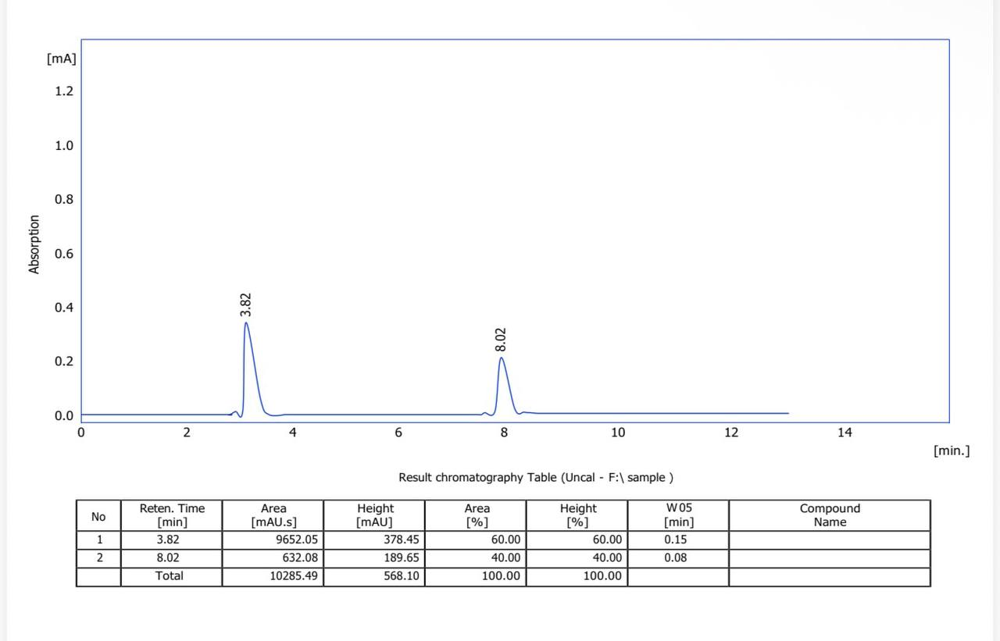 [mA]
1.2
1.0
0.8
0.6
0.4
0.2
0.0
Absorption
3.82
8.02
0 2 4 6 8 10 12 14
[min.]
Result chromatography Table (Uncal - F:\ sample )
No Reten. Time [min] Area [mAU.s] Height [mAU] Area [%] Height [%] W05 [min] Compound Name
1 3.82 9652.05 378.45 60.00 60.00 0.15
2 8.02 632.08 189.65 40.00 40.00 0.08
Total 10285.49 568.10 100.00 100.00